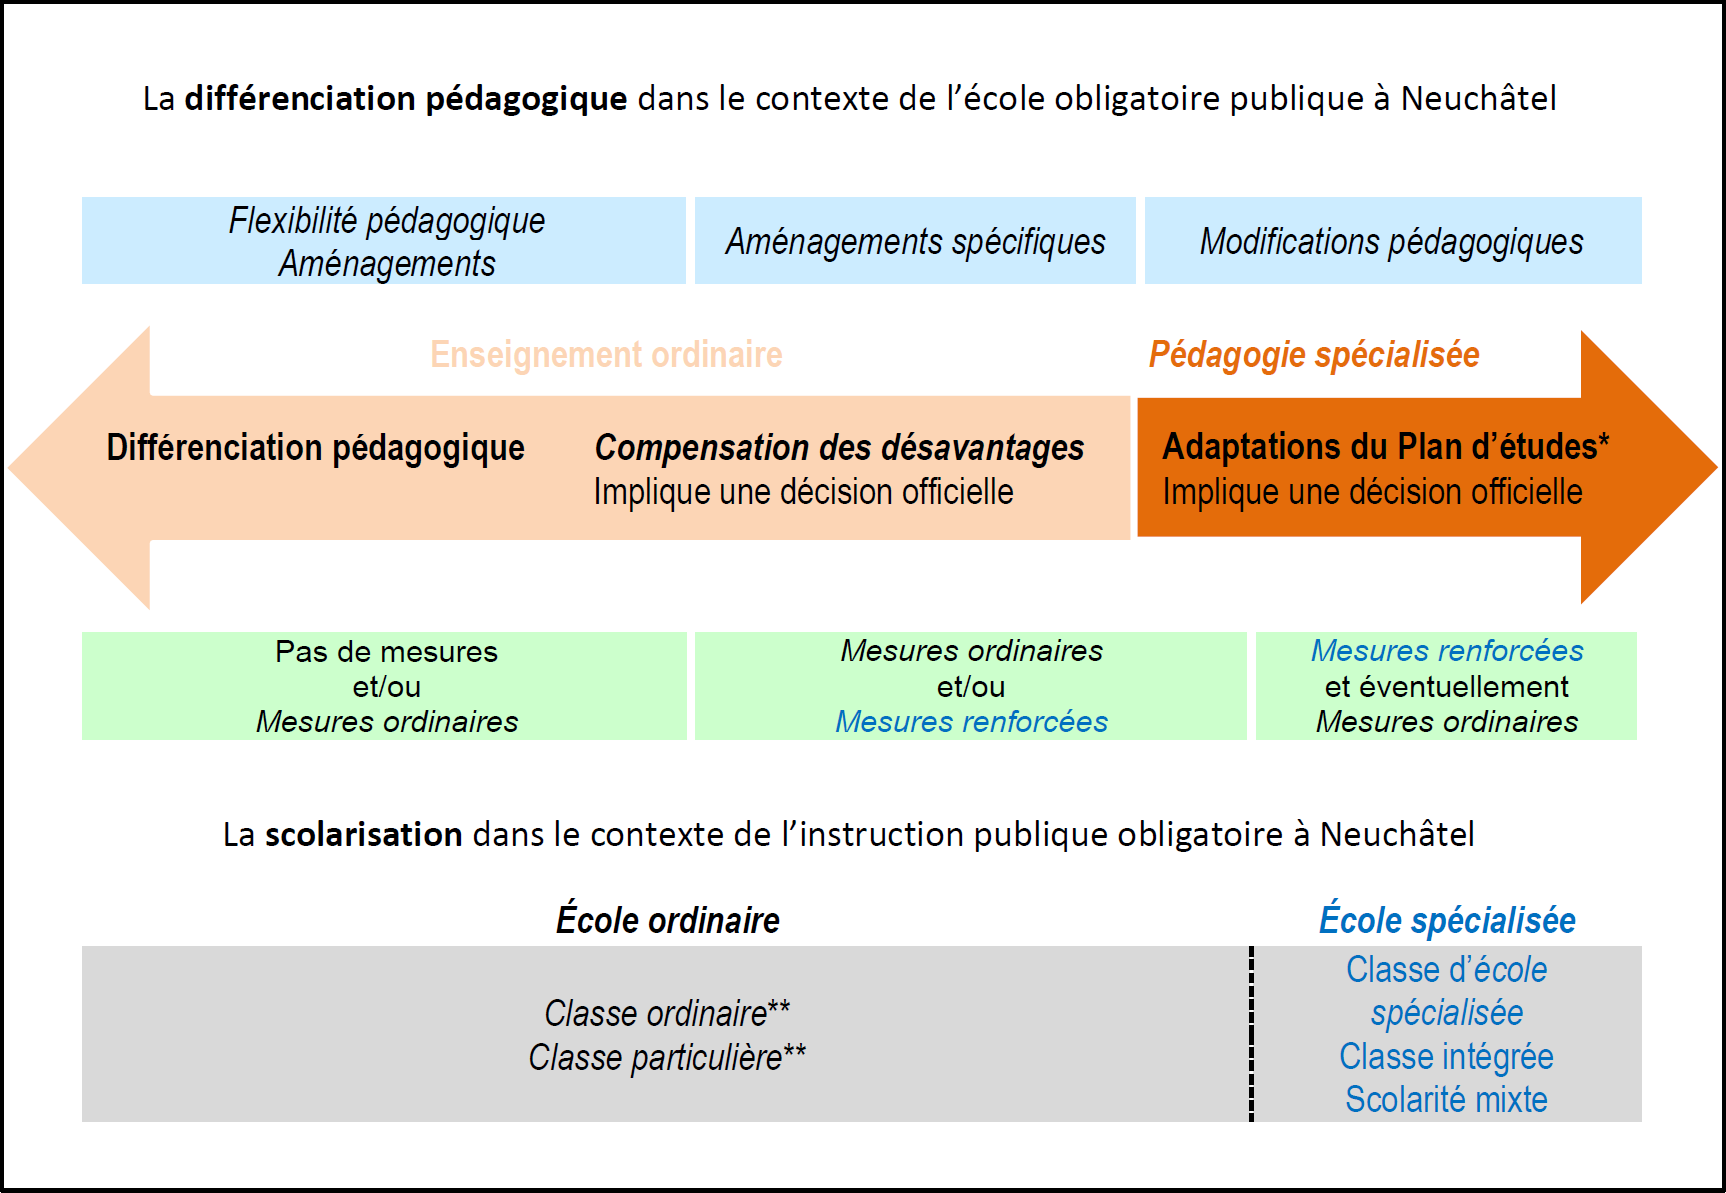 La différenciation pédagogique dans le contexte de l’école obligatoire publique à Neuchâtel
Flexibilité pédagogique
Aménagements
Aménagements spécifiques
Modifications pédagogiques
Enseignement ordinaire
Pédagogie spécialisée
Différenciation pédagogique
Compensation des désavantages
Implique une décision officielle
Adaptations du Plan d’études*
Implique une décision officielle
Pas de mesures
et/ou
Mesures ordinaires
Mesures ordinaires
et/ou
Mesures renforcées
Mesures renforcées
et éventuellement
Mesures ordinaires
La scolarisation dans le contexte de l’instruction publique obligatoire à Neuchâtel
École ordinaire
École spécialisée
Classe ordinaire**
Classe particulière**
Classe d’école
spécialisée
Classe intégrée
Scolarité mixte